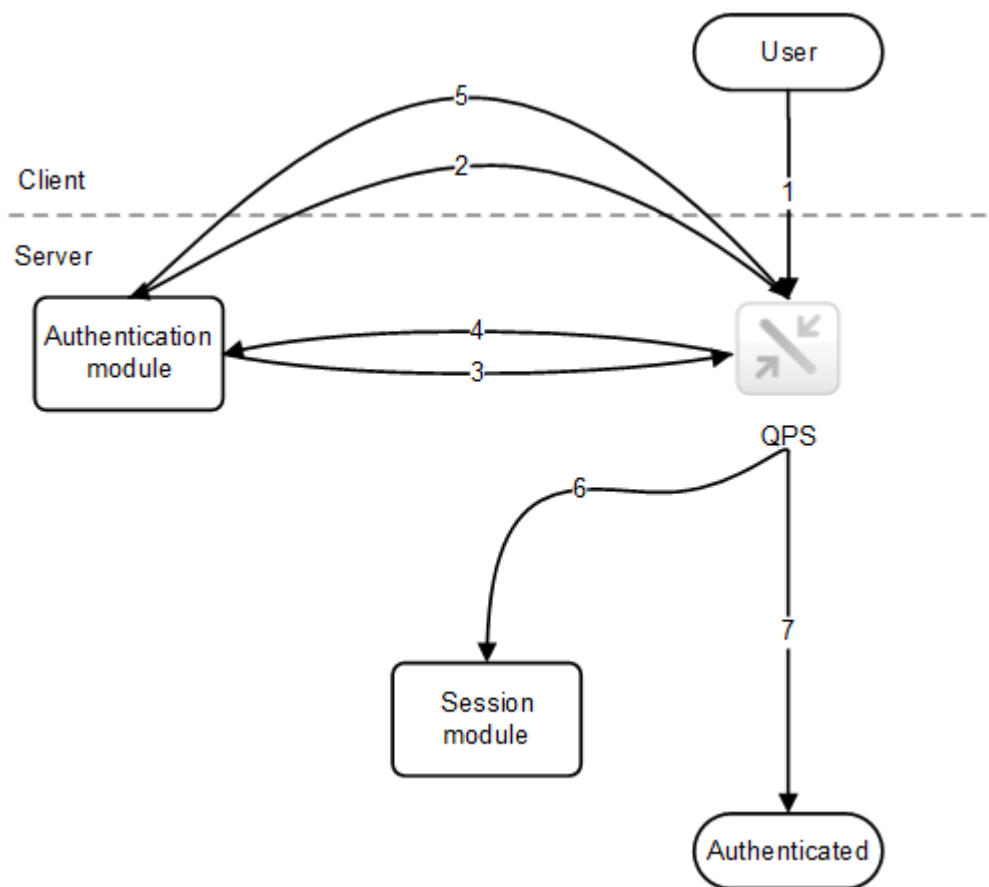 User
5
2
Client
1
Server
Authentication
module
4
3
QPS
6
7
Session
module
Authenticated